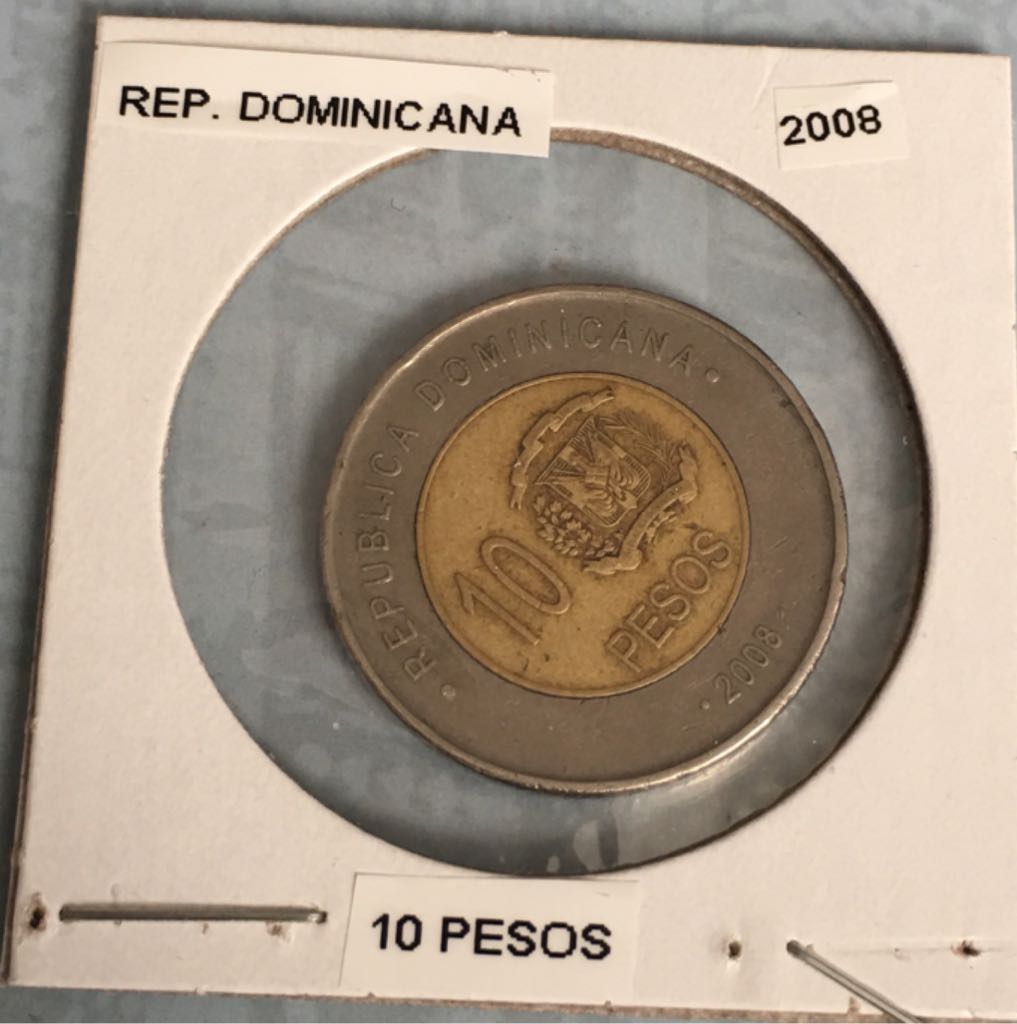 REP. DOMINICANA
2008
• REPUBLICA DOMINICANA •
10
PESOS
• 2008 •
10 PESOS